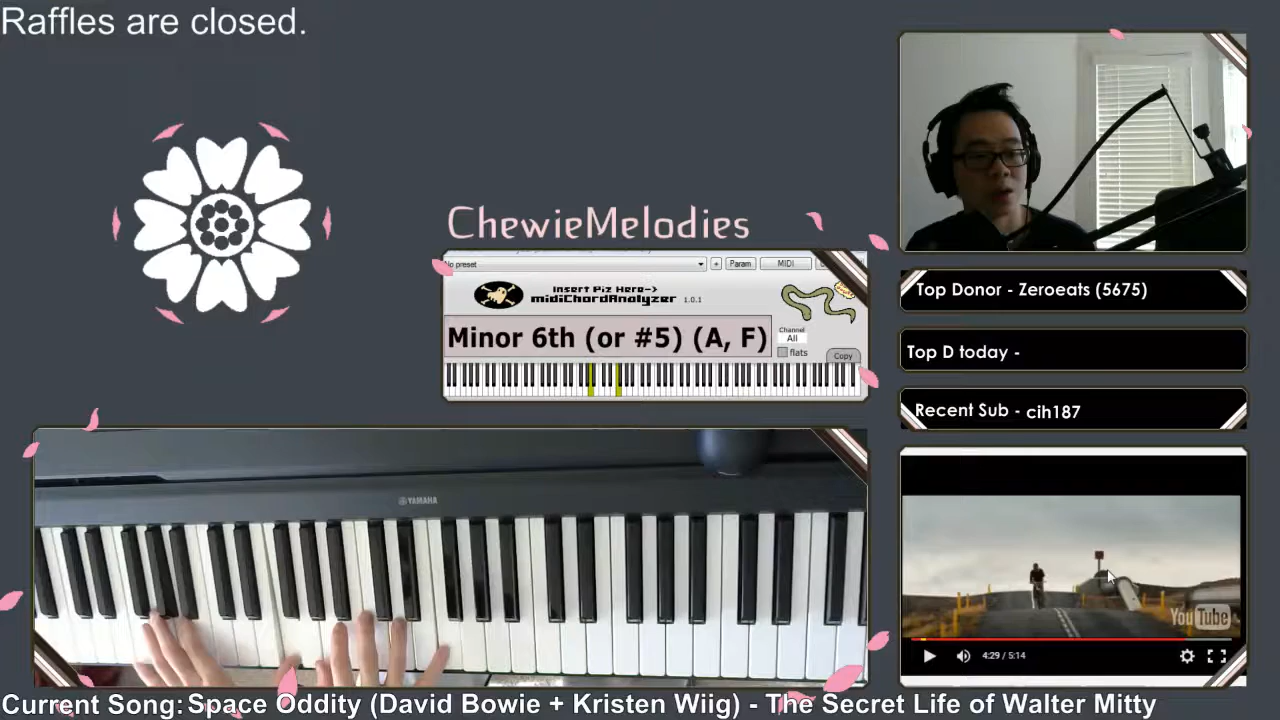 Raffles are closed.
ChewieMelodies
No preset
+
Param
MIDI
Insert Piz Here->
midiChordAnalyzer 1.0.1
Minor 6th (or #5) (A, F)
Channel
All
flats
Copy
YAMAHA
Top Donor - Zeroeats (5675)
Top D today -
Recent Sub - cih187
YouTube
4:29 / 5:14
Current Song: Space Oddity (David Bowie + Kristen Wiig) - The Secret Life of Walter Mitty